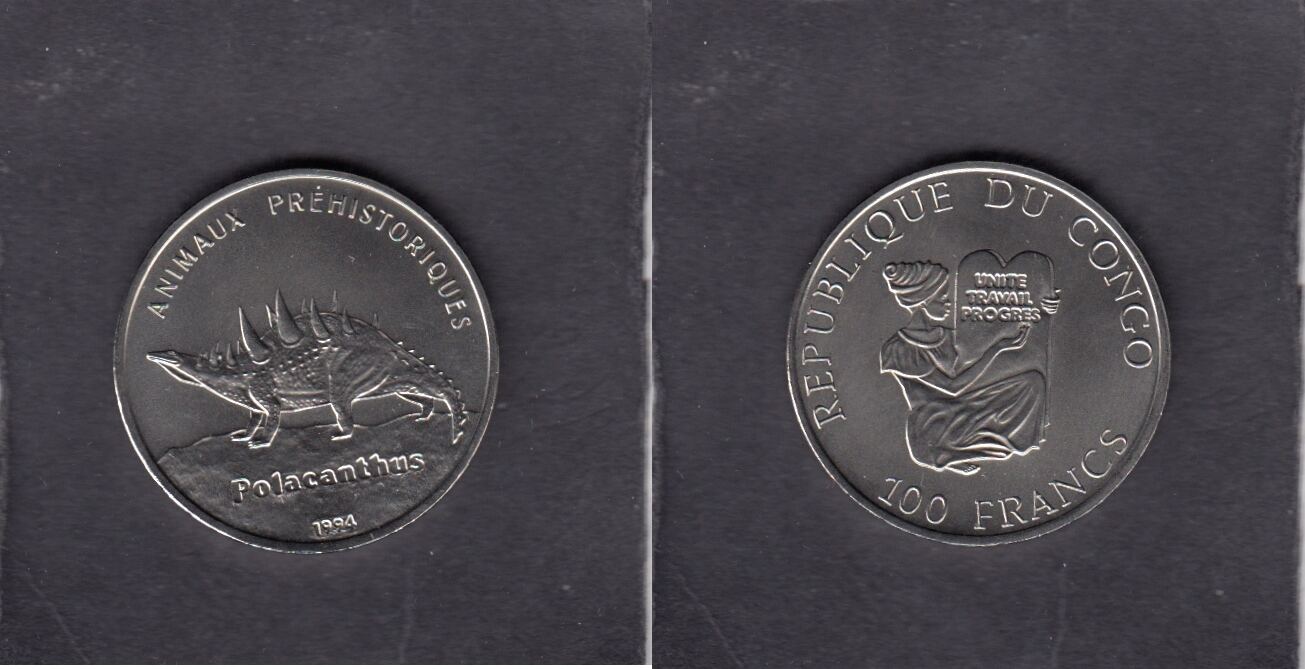 ANIMAUX PRÉHISTORIQUES
Polacanthus
1994
REPUBLIQUE DU CONGO
UNITE
TRAVAIL
PROGRES
100 FRANCS